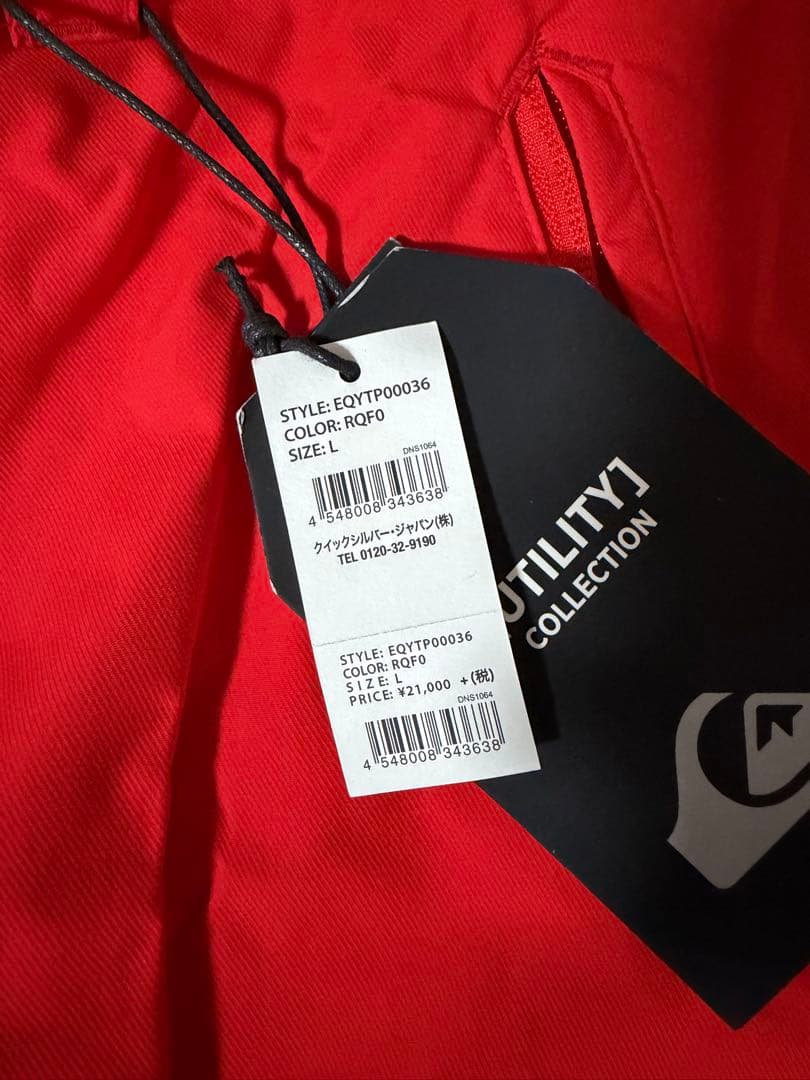 STYLE: EQYTP00036
COLOR: RQF0
SIZE: L
DNS1064
4 548008 343638
クイックシルバー・ジャパン(株)
TEL 0120-32-9190
STYLE: EQYTP00036
COLOR: RQF0
SIZE: L
PRICE: ¥21,000 +(税)
DNS1064
4 548008 343638
UTILITY]
COLLECTION